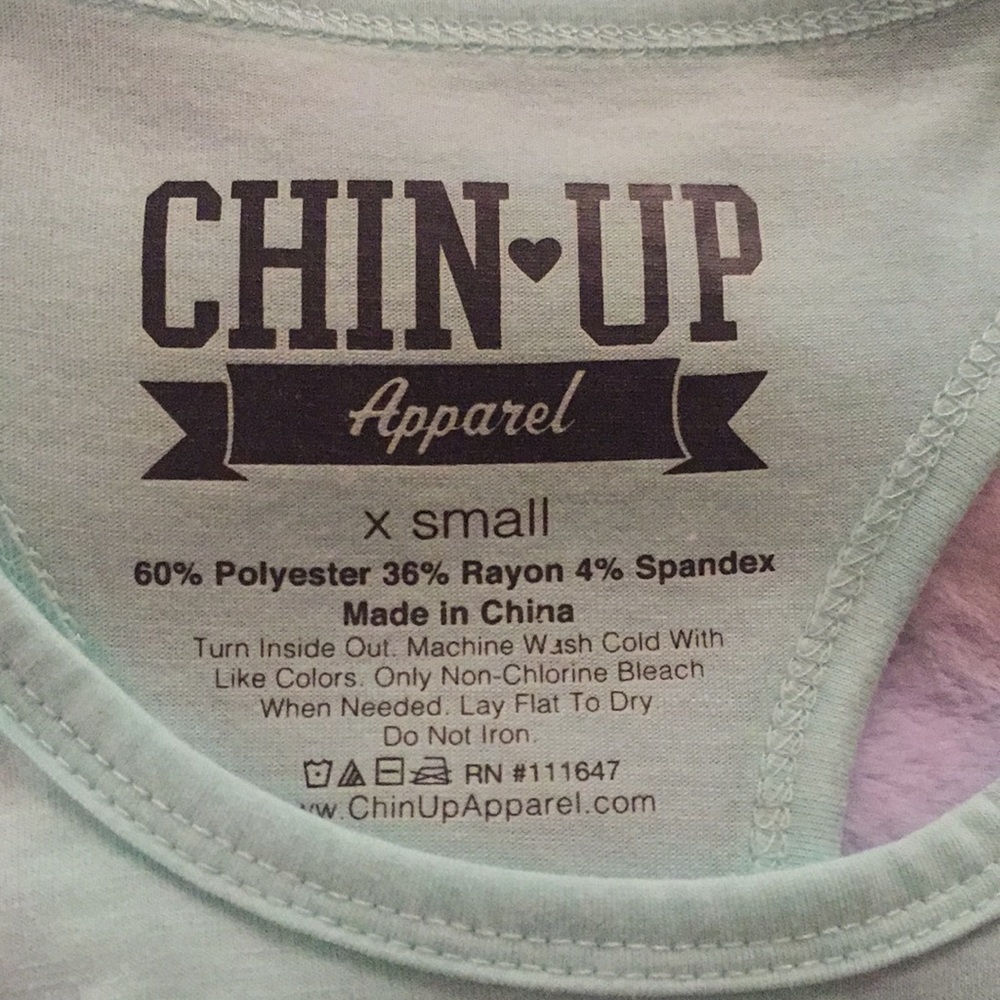 CHIN♥UP
Apparel
x small
60% Polyester 36% Rayon 4% Spandex
Made in China
Turn Inside Out. Machine Wash Cold With
Like Colors. Only Non-Chlorine Bleach
When Needed. Lay Flat To Dry
Do Not Iron.
RN #111647
w.ChinUpApparel.com